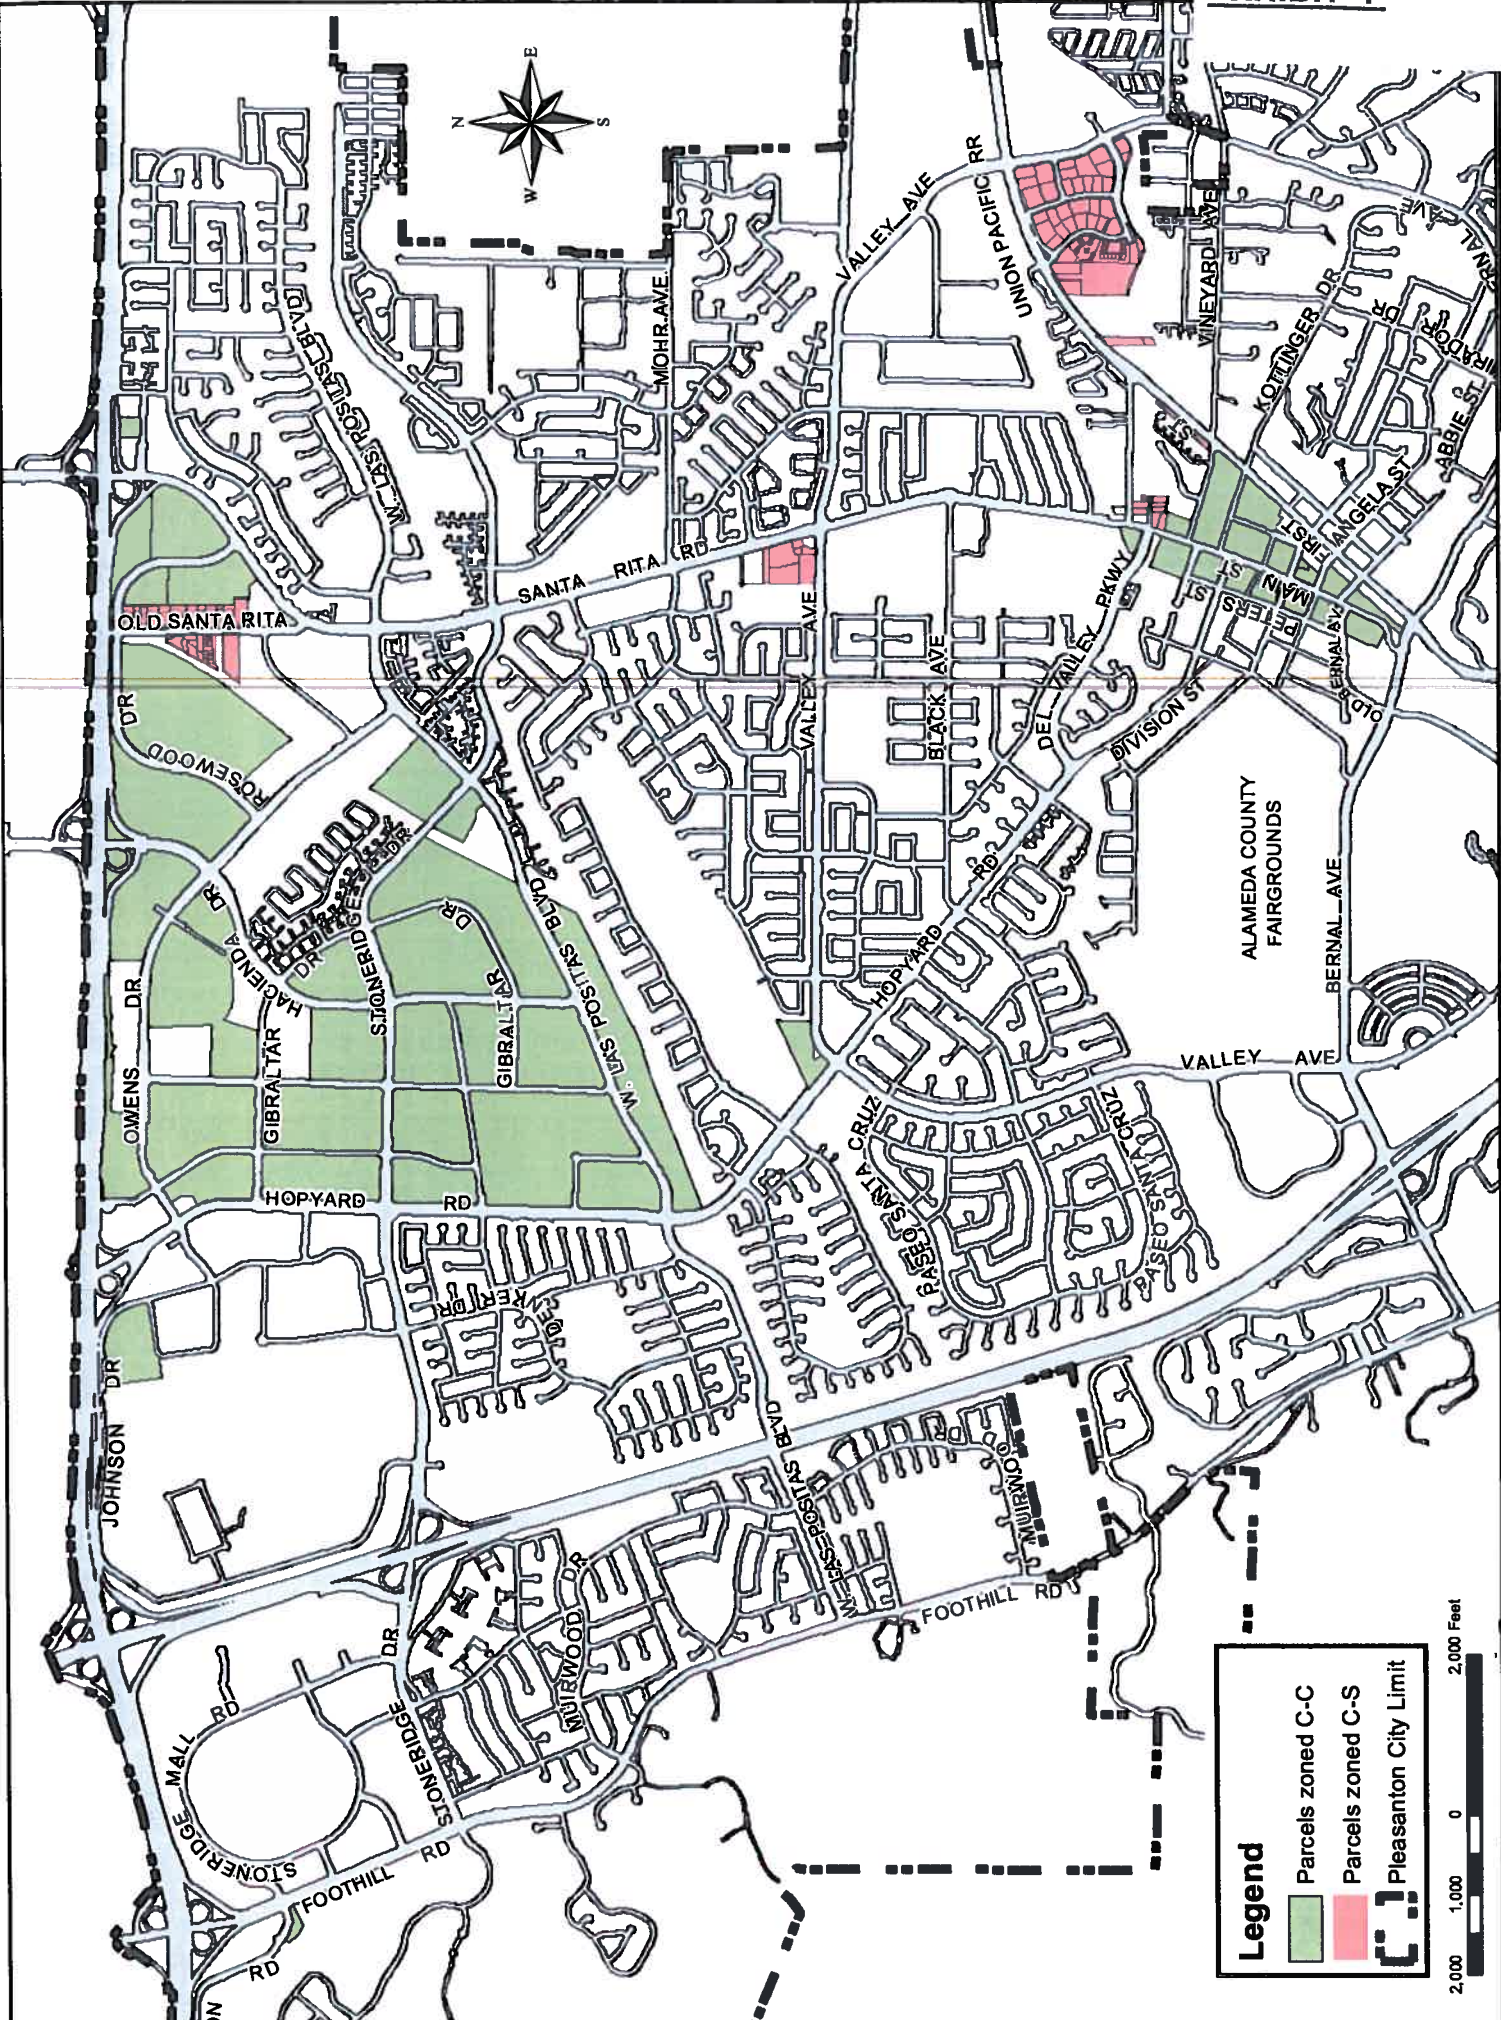 N
E
S
W
OLD SANTA RITA
ROSEWOOD
DR
OWENS DR
HACIENDA
DR
GIBRALTAR
DR
STONERIDGE
DR
GIBRALTAR
DR
HOPYARD
RD
W. LAS POSITAS BLVD
W. LAS POSITAS BLVD
SANTA RITA RD
MOHR AVE
VALLEY AVE
UNION PACIFIC RR
VINEYARD AVE
KOTTINGER DR
ABBIE ST
ANGELA ST
FIRST
ST
MAIN
ST
PETERS
ST
OLD BERNAL AV
DIVISION ST
DEL VALLEY PKWY
BLACK AVE
VALLEY AVE
HOPYARD RD
ALAMEDA COUNTY
FAIRGROUNDS
BERNAL AVE
VALLEY AVE
PASEO SANTA CRUZ
PASEO SANTA CRUZ
DENKER DR
JOHNSON DR
W. LAS POSITAS BLVD
MUIRWOOD DR
FOOTHILL RD
MUIRWOOD DR
STONERIDGE
DR
STONERIDGE MALL RD
FOOTHILL RD
RD
Legend
Parcels zoned C-C
Parcels zoned C-S
Pleasanton City Limit
2,000 1,000 0 2,000 Feet